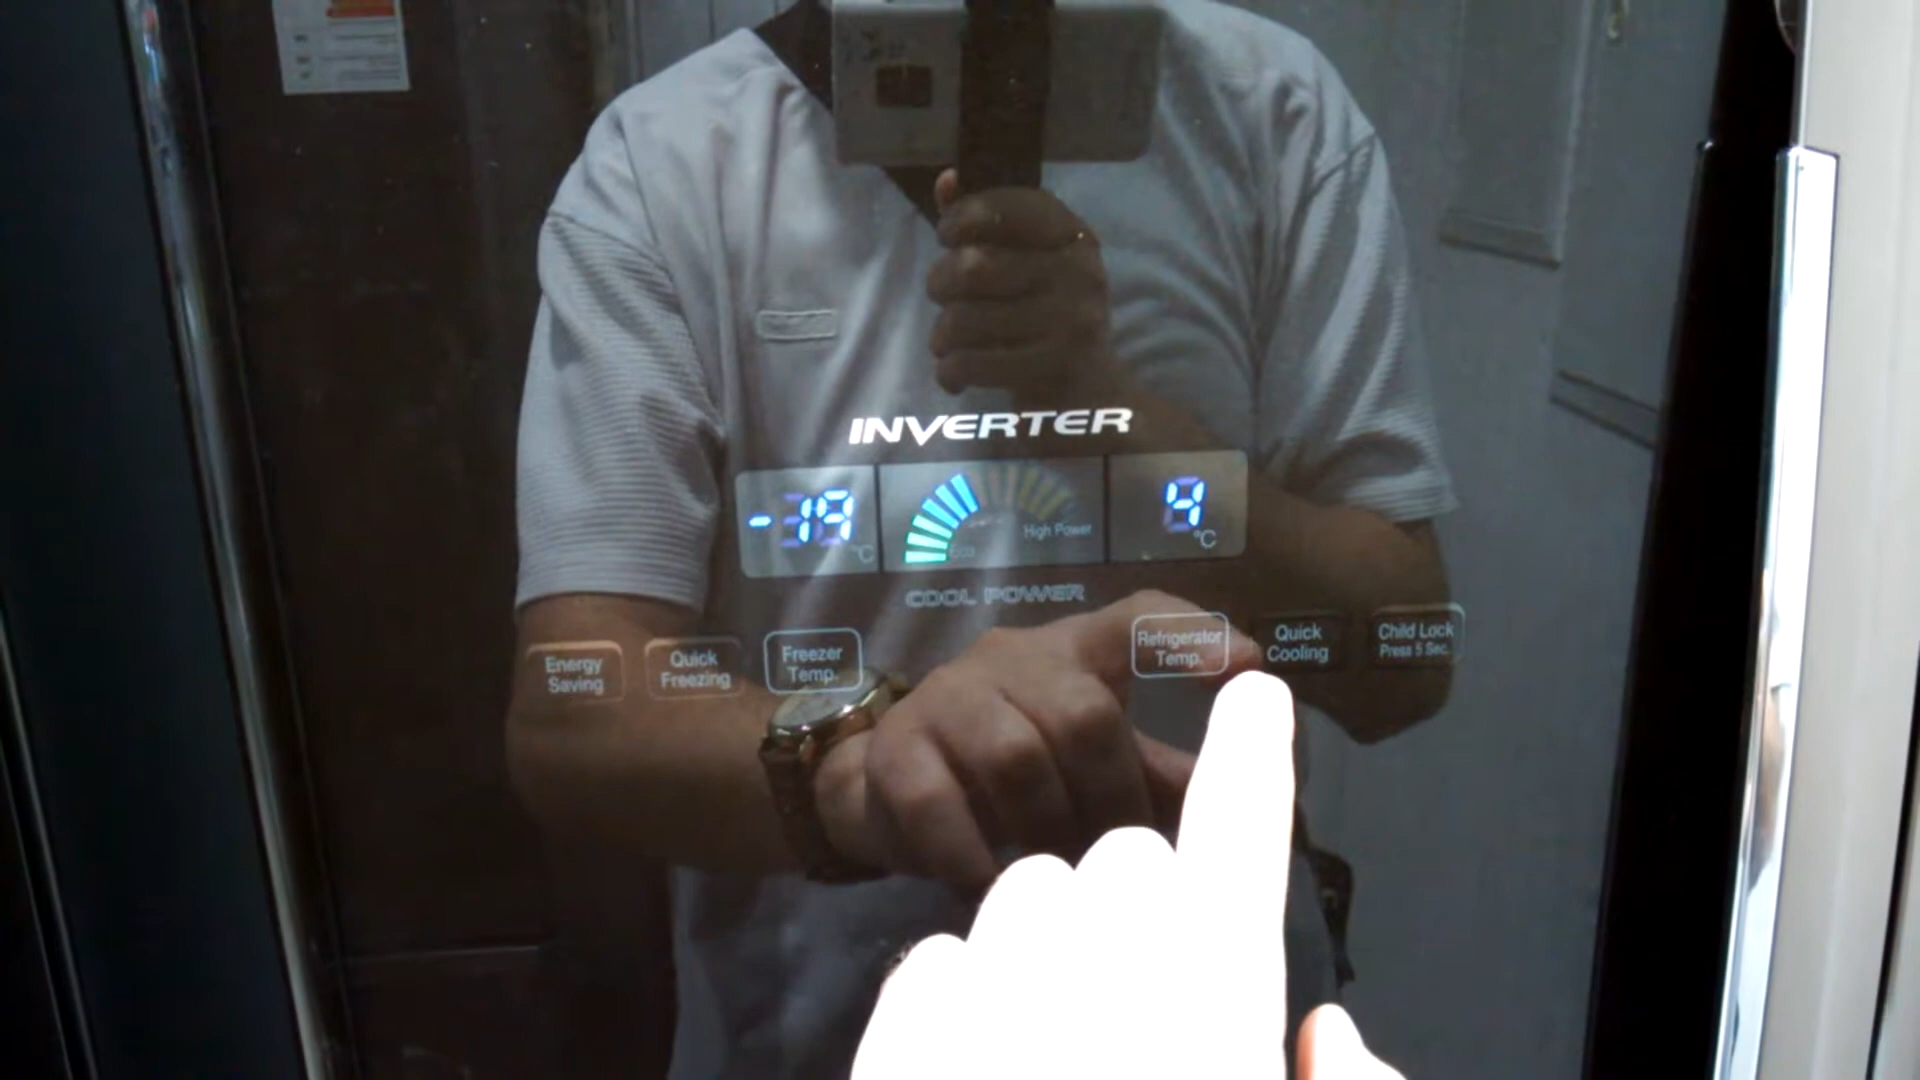 INVERTER
-19 °C
Eco
High Power
4 °C
COOL POWER
Energy
Saving
Quick
Freezing
Freezer
Temp.
Refrigerator
Temp.
Quick
Cooling
Child Lock
Press 5 Sec.